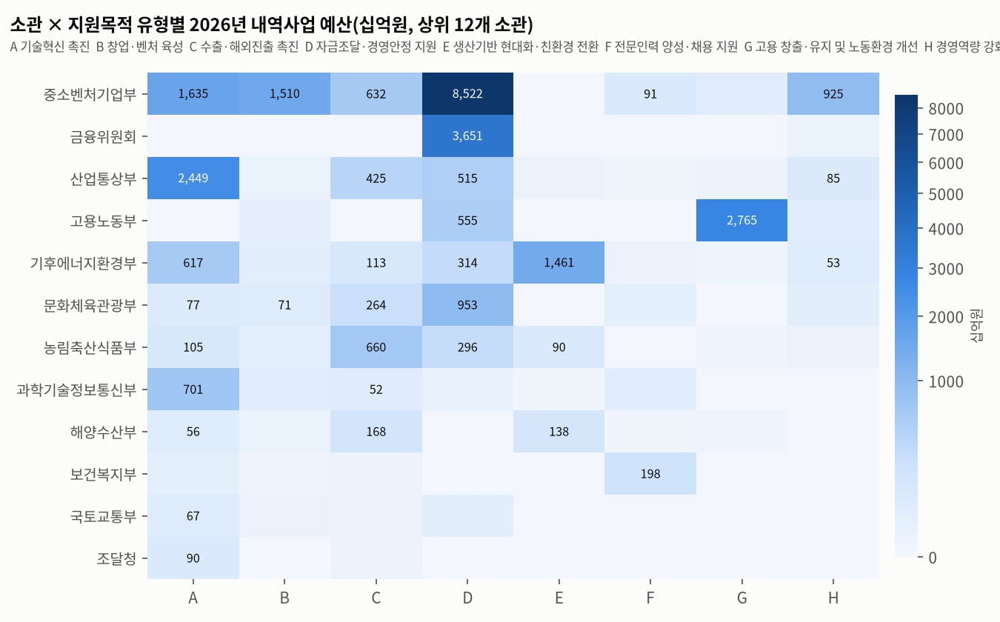 소관 × 지원목적 유형별 2026년 내역사업 예산(십억원, 상위 12개 소관)
A 기술혁신 촉진 B 창업·벤처 육성 C 수출·해외진출 촉진 D 자금조달·경영안정 지원 E 생산기반 현대화·친환경 전환 F 전문인력 양성·채용 지원 G 고용 창출·유지 및 노동환경 개선 H 경영역량
중소벤처기업부 1,635 1,510 632 8,522 91 925
금융위원회 3,651
산업통상부 2,449 425 515 85
고용노동부 555 2,765
기후에너지환경부 617 113 314 1,461 53
문화체육관광부 77 71 264 953
농림축산식품부 105 660 296 90
과학기술정보통신부 701 52
해양수산부 56 168 138
보건복지부 198
국토교통부 67
조달청 90
A B C D E F G H
8000
7000
6000
5000
4000
3000
2000
1000
0
십억원